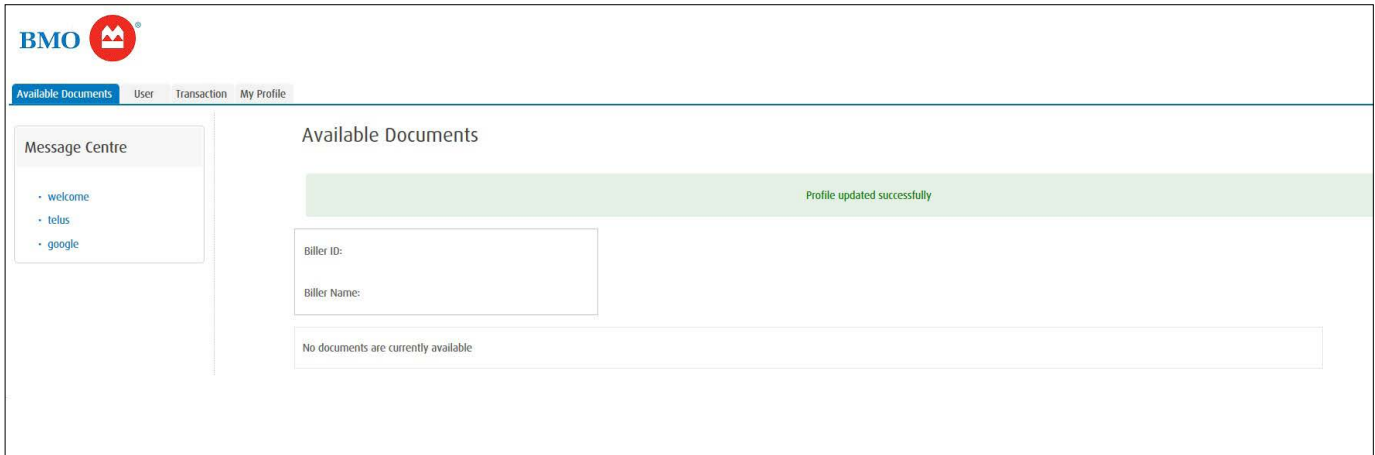 BMO ®
Available Documents User Transaction My Profile
Message Centre
· welcome
· telus
· google
Available Documents
Profile updated successfully
Biller ID:
Biller Name:
No documents are currently available